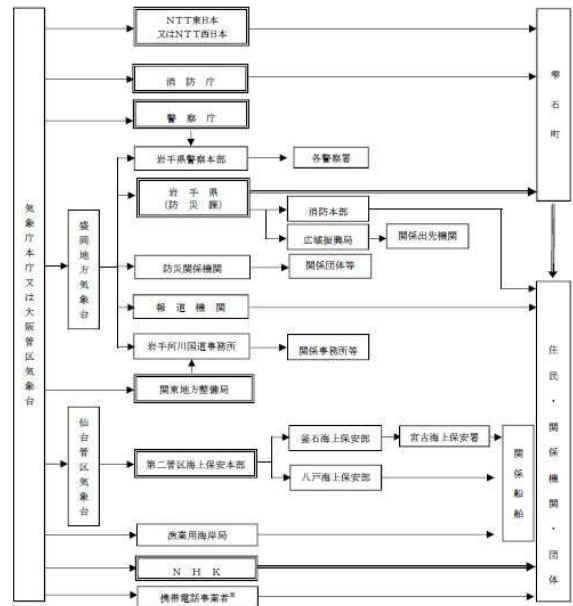 気象庁本庁又は大阪管区気象台
NTT東日本
又はNTT西日本
消防庁
警察庁
岩手県警察本部
各警察署
岩手県
(防災課)
消防本部
広域振興局
関係出先機関
盛岡地方気象台
防災関係機関
関係団体等
報道機関
岩手河川国道事務所
関係事務所等
関東地方整備局
仙台管区気象台
第二管区海上保安本部
釜石海上保安部
宮古海上保安署
八戸海上保安部
関係船舶
漁業用海岸局
NHK
携帯電話事業者※
雫石町
住民・関係機関・団体